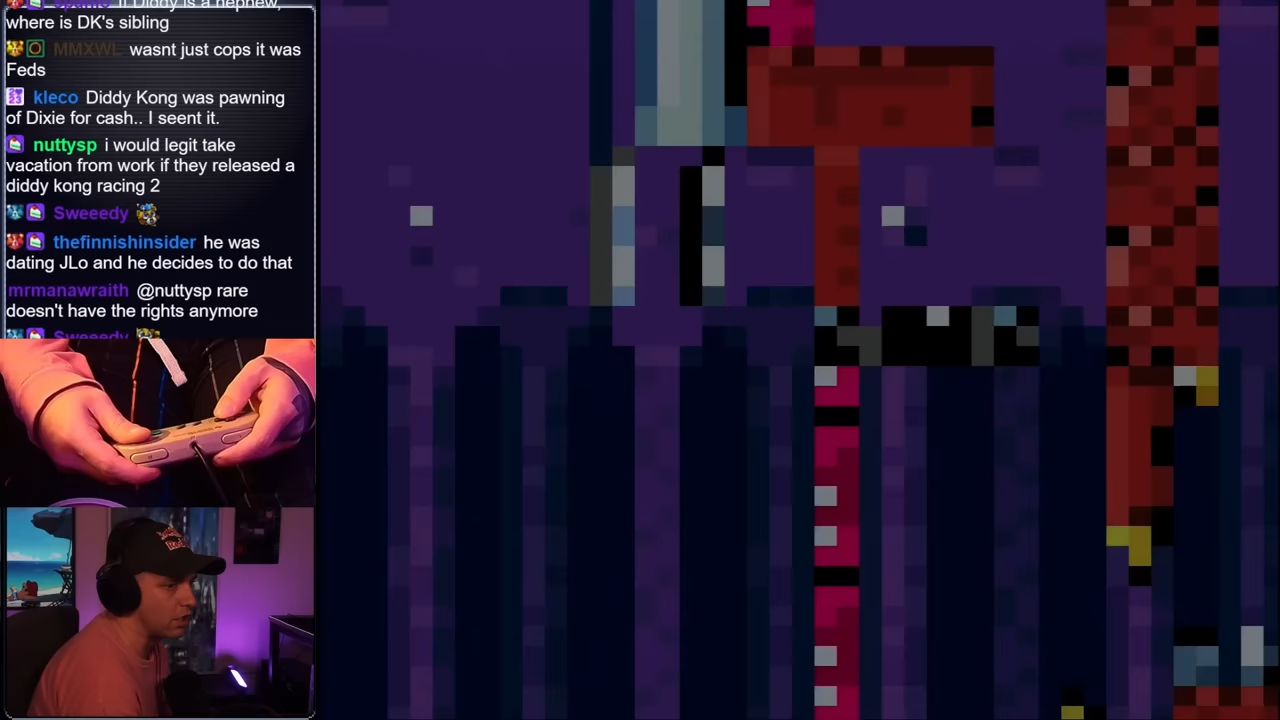 where is DK's sibling
MMXWL wasnt just cops it was
Feds
kleco Diddy Kong was pawning
of Dixie for cash.. I seent it.
nuttysp i would legit take
vacation from work if they released a
diddy kong racing 2
Sweeedy
thefinnishinsider he was
dating JLo and he decides to do that
mrmanawraith @nuttysp rare
doesn't have the rights anymore
Sweeedy